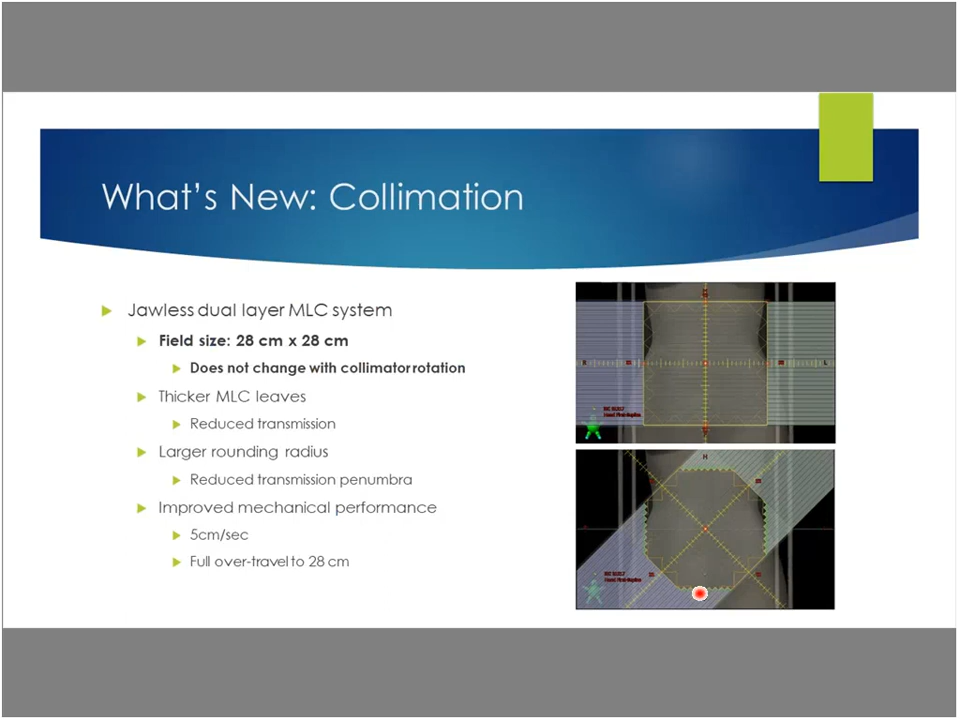 What's New: Collimation
Jawless dual layer MLC system
Field size: 28 cm x 28 cm
Does not change with collimator rotation
Thicker MLC leaves
Reduced transmission
Larger rounding radius
Reduced transmission penumbra
Improved mechanical performance
5cm/sec
Full over-travel to 28 cm
R
L
H